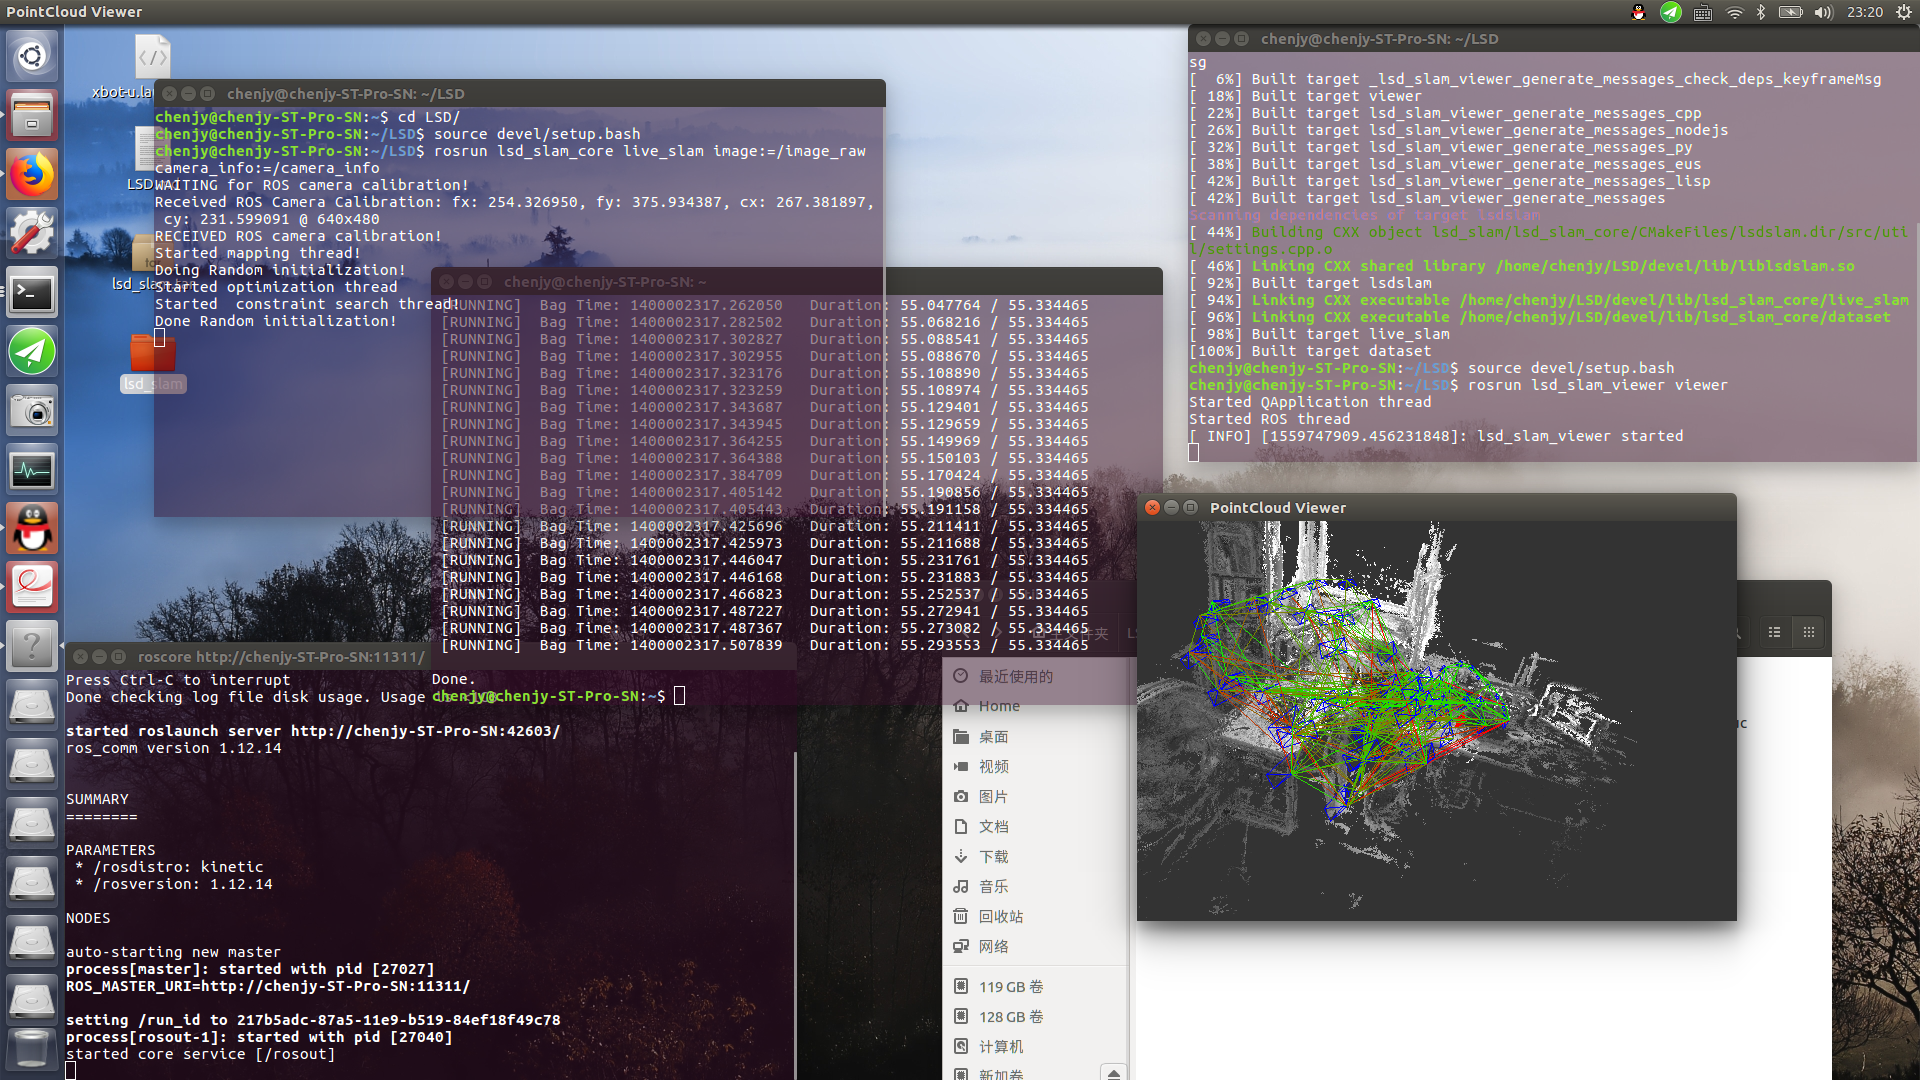 PointCloud Viewer
23:20
xbot-u.la
LSD
lsd_slam
chenjy@chenjy-ST-Pro-SN: ~/LSD
chenjy@chenjy-ST-Pro-SN:~$ cd LSD/
chenjy@chenjy-ST-Pro-SN:~/LSD$ source devel/setup.bash
chenjy@chenjy-ST-Pro-SN:~/LSD$ rosrun lsd_slam_core live_slam image:=/image_raw
camera_info:=/camera_info
WAITING for ROS camera calibration!
Received ROS Camera Calibration: fx: 254.326950, fy: 375.934387, cx: 267.381897,
cy: 231.599091 @ 640x480
RECEIVED ROS camera calibration!
Started mapping thread!
Doing Random initialization!
Started optimization thread
Started  constraint search thread!
Done Random initialization!
chenjy@chenjy-ST-Pro-SN: ~
[RUNNING]  Bag Time: 1400002317.262050   Duration: 55.047764 / 55.334465
[RUNNING]  Bag Time: 1400002317.282502   Duration: 55.068216 / 55.334465
[RUNNING]  Bag Time: 1400002317.302827   Duration: 55.088541 / 55.334465
[RUNNING]  Bag Time: 1400002317.302955   Duration: 55.088670 / 55.334465
[RUNNING]  Bag Time: 1400002317.323176   Duration: 55.108890 / 55.334465
[RUNNING]  Bag Time: 1400002317.323259   Duration: 55.108974 / 55.334465
[RUNNING]  Bag Time: 1400002317.343687   Duration: 55.129401 / 55.334465
[RUNNING]  Bag Time: 1400002317.343945   Duration: 55.129659 / 55.334465
[RUNNING]  Bag Time: 1400002317.364255   Duration: 55.149969 / 55.334465
[RUNNING]  Bag Time: 1400002317.364388   Duration: 55.150103 / 55.334465
[RUNNING]  Bag Time: 1400002317.384709   Duration: 55.170424 / 55.334465
[RUNNING]  Bag Time: 1400002317.405142   Duration: 55.190856 / 55.334465
[RUNNING]  Bag Time: 1400002317.405443   Duration: 55.191158 / 55.334465
[RUNNING]  Bag Time: 1400002317.425696   Duration: 55.211411 / 55.334465
[RUNNING]  Bag Time: 1400002317.425973   Duration: 55.211688 / 55.334465
[RUNNING]  Bag Time: 1400002317.446047   Duration: 55.231761 / 55.334465
[RUNNING]  Bag Time: 1400002317.446168   Duration: 55.231883 / 55.334465
[RUNNING]  Bag Time: 1400002317.466823   Duration: 55.252537 / 55.334465
[RUNNING]  Bag Time: 1400002317.487227   Duration: 55.272941 / 55.334465
[RUNNING]  Bag Time: 1400002317.487367   Duration: 55.273082 / 55.334465
[RUNNING]  Bag Time: 1400002317.507839   Duration: 55.293553 / 55.334465
Done.
chenjy@chenjy-ST-Pro-SN:~$
roscore http://chenjy-ST-Pro-SN:11311/
Press Ctrl-C to interrupt
Done checking log file disk usage. Usage
started roslaunch server http://chenjy-ST-Pro-SN:42603/
ros_comm version 1.12.14
SUMMARY
========
PARAMETERS
* /rosdistro: kinetic
* /rosversion: 1.12.14
NODES
auto-starting new master
process[master]: started with pid [27027]
ROS_MASTER_URI=http://chenjy-ST-Pro-SN:11311/
setting /run_id to 217b5adc-87a5-11e9-b519-84ef18f49c78
process[rosout-1]: started with pid [27040]
started core service [/rosout]
chenjy@chenjy-ST-Pro-SN: ~/LSD
sg
[  6%] Built target _lsd_slam_viewer_generate_messages_check_deps_keyframeMsg
[ 18%] Built target viewer
[ 22%] Built target lsd_slam_viewer_generate_messages_cpp
[ 26%] Built target lsd_slam_viewer_generate_messages_nodejs
[ 32%] Built target lsd_slam_viewer_generate_messages_py
[ 38%] Built target lsd_slam_viewer_generate_messages_eus
[ 42%] Built target lsd_slam_viewer_generate_messages_lisp
[ 42%] Built target lsd_slam_viewer_generate_messages
Scanning dependencies of target lsdslam
[ 44%] Building CXX object lsd_slam/lsd_slam_core/CMakeFiles/lsdslam.dir/src/uti
l/settings.cpp.o
[ 46%] Linking CXX shared library /home/chenjy/LSD/devel/lib/liblsdslam.so
[ 92%] Built target lsdslam
[ 94%] Linking CXX executable /home/chenjy/LSD/devel/lib/lsd_slam_core/live_slam
[ 96%] Linking CXX executable /home/chenjy/LSD/devel/lib/lsd_slam_core/dataset
[ 98%] Built target live_slam
[100%] Built target dataset
chenjy@chenjy-ST-Pro-SN:~/LSD$ source devel/setup.bash
chenjy@chenjy-ST-Pro-SN:~/LSD$ rosrun lsd_slam_viewer viewer
Started QApplication thread
Started ROS thread
[ INFO] [1559747909.456231848]: lsd_slam_viewer started
PointCloud Viewer
最近使用的
Home
桌面
视频
图片
文档
下载
音乐
回收站
网络
119 GB 卷
128 GB 卷
计算机
新加卷